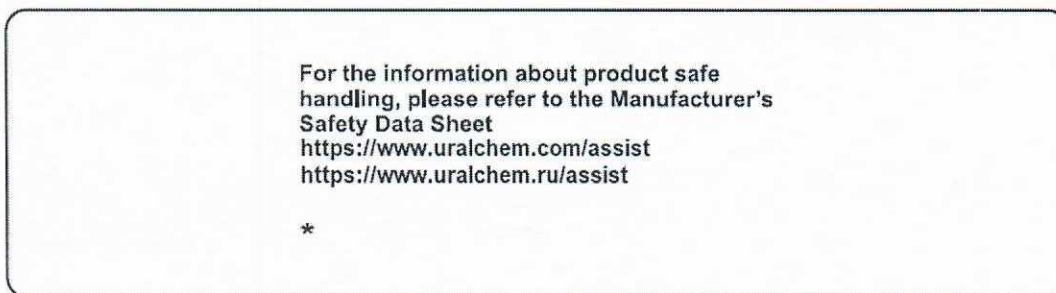 For the information about product safe
handling, please refer to the Manufacturer's
Safety Data Sheet
https://www.uralchem.com/assist
https://www.uralchem.ru/assist
*